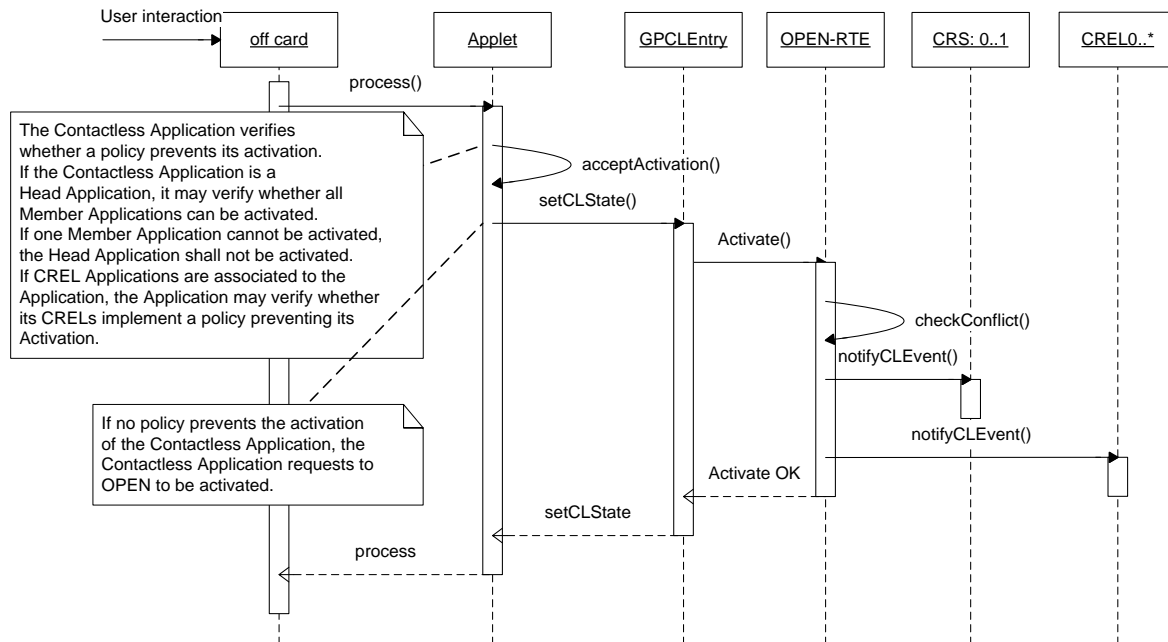 User interaction
off card
Applet
GPCLEntry
OPEN-RTE
CRS: 0..1
CREL0..*
process()
The Contactless Application verifies
whether a policy prevents its activation.
If the Contactless Application is a
Head Application, it may verify whether all
Member Applications can be activated.
If one Member Application cannot be activated,
the Head Application shall not be activated.
If CREL Applications are associated to the
Application, the Application may verify whether
its CRELs implement a policy preventing its
Activation.
acceptActivation()
setCLState()
Activate()
checkConflict()
notifyCLEvent()
notifyCLEvent()
If no policy prevents the activation
of the Contactless Application, the
Contactless Application requests to
OPEN to be activated.
Activate OK
setCLState
process